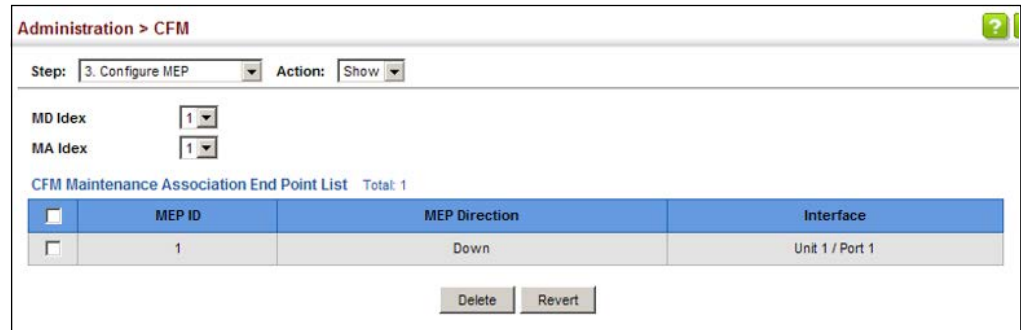 Administration > CFM
?
Step: 3. Configure MEP Action: Show
MD Idex 1
MA Idex 1
CFM Maintenance Association End Point List Total: 1
MEP ID MEP Direction Interface
1 Down Unit 1 / Port 1
Delete Revert